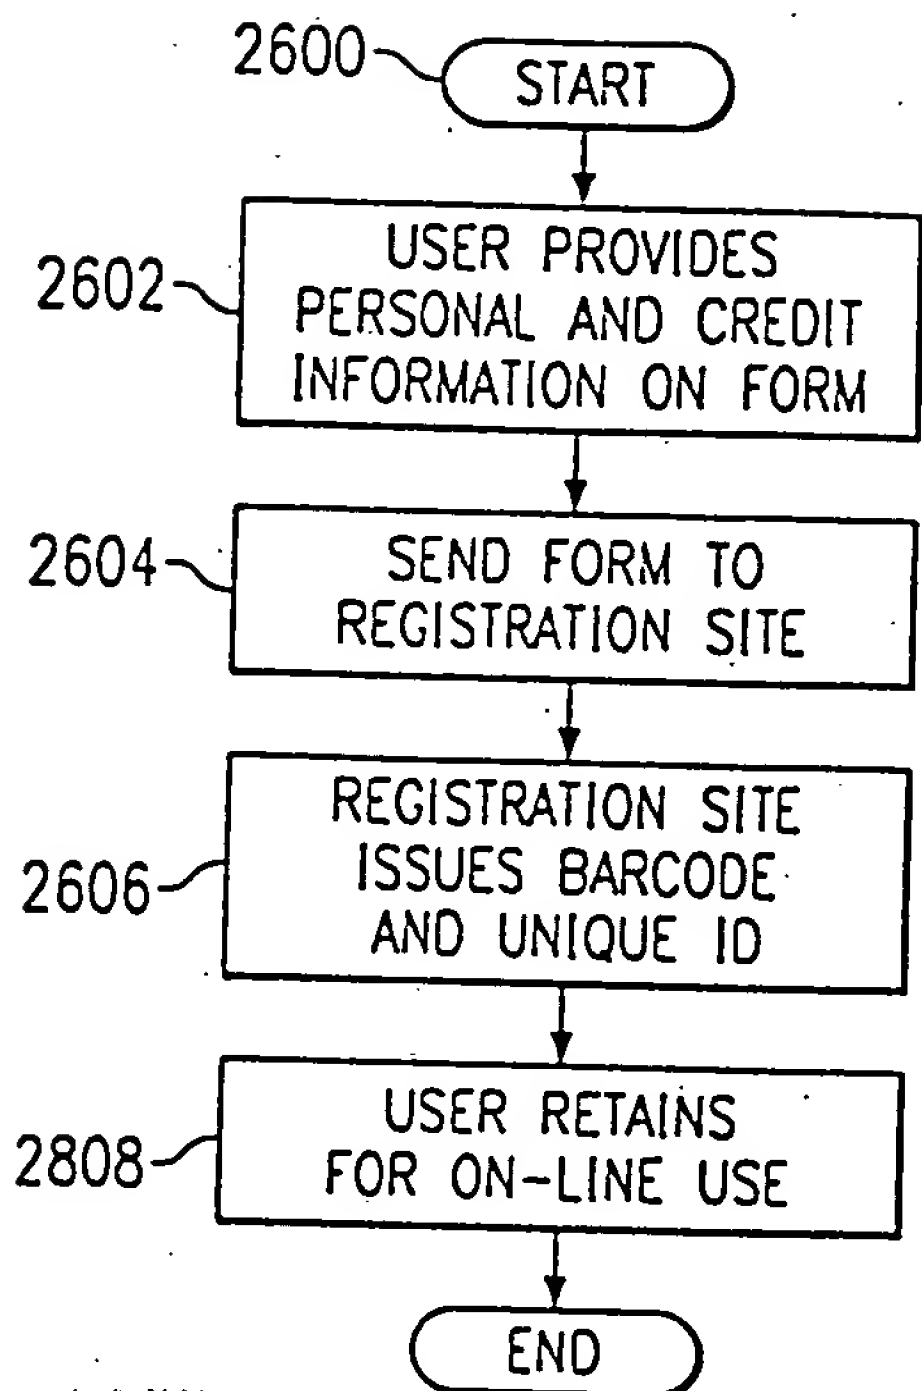 2600
START
2602
USER PROVIDES
PERSONAL AND CREDIT
INFORMATION ON FORM
2604
SEND FORM TO
REGISTRATION SITE
2606
REGISTRATION SITE
ISSUES BARCODE
AND UNIQUE ID
2808
USER RETAINS
FOR ON-LINE USE
END